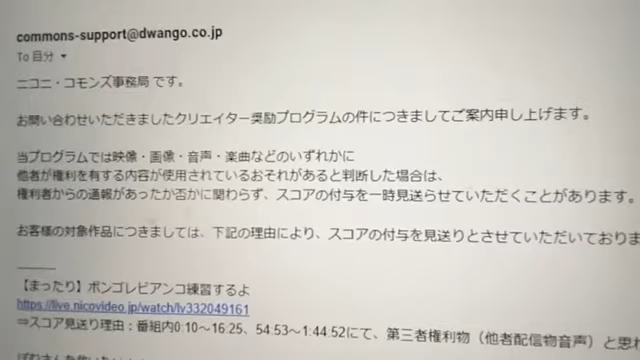 commons-support@dwango.co.jp
To 自分
ニコニ・コモンズ事務局 です。
お問い合わせいただきましたクリエイター奨励プログラムの件につきましてご案内申し上げます。
当プログラムでは映像・画像・音声・楽曲などのいずれかに
他者が権利を有する内容が使用されているおそれがあると判断した場合は、
権利者からの通報があったか否かに関わらず、スコアの付与を一時見送らせていただくことがあります。
お客様の対象作品につきましては、下記の理由により、スコアの付与を見送りとさせていただいておりま
【まったり】ボンゴレビアンコ練習するよ
https://live.nicovideo.jp/watch/lv332049161
⇒スコア見送り理由：番組内0:10～16:25、54:53～1:44:52にて、第三者権利物（他者配信物音声）と思わ